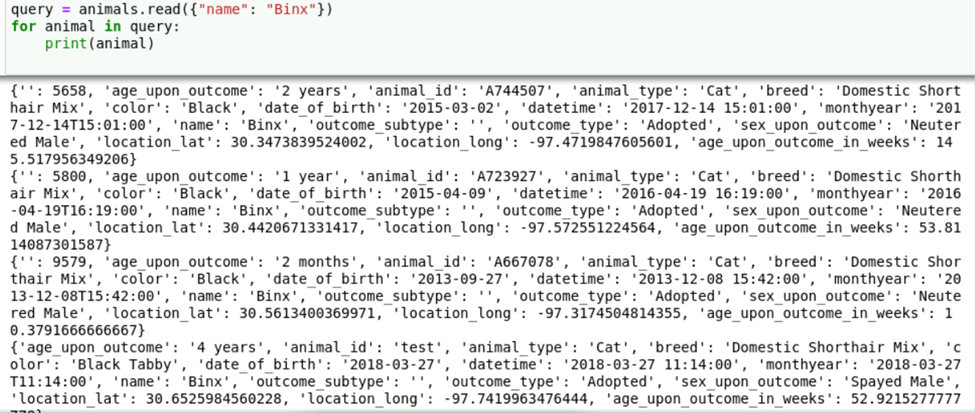 query = animals.read({"name": "Binx"})
for animal in query:
    print(animal)
{'': 5658, 'age_upon_outcome': '2 years', 'animal_id': 'A744507', 'animal_type': 'Cat', 'breed': 'Domestic Short
hair Mix', 'color': 'Black', 'date_of_birth': '2015-03-02', 'datetime': '2017-12-14 15:01:00', 'monthyear': '201
7-12-14T15:01:00', 'name': 'Binx', 'outcome_subtype': '', 'outcome_type': 'Adopted', 'sex_upon_outcome': 'Neuter
ed Male', 'location_lat': 30.3473839524002, 'location_long': -97.4719847605601, 'age_upon_outcome_in_weeks': 14
5.517956349206}
{'': 5800, 'age_upon_outcome': '1 year', 'animal_id': 'A723927', 'animal_type': 'Cat', 'breed': 'Domestic Shorth
air Mix', 'color': 'Black', 'date_of_birth': '2015-04-09', 'datetime': '2016-04-19 16:19:00', 'monthyear': '2016
-04-19T16:19:00', 'name': 'Binx', 'outcome_subtype': '', 'outcome_type': 'Adopted', 'sex_upon_outcome': 'Neutere
d Male', 'location_lat': 30.4420671331417, 'location_long': -97.572551224564, 'age_upon_outcome_in_weeks': 53.81
14087301587}
{'': 9579, 'age_upon_outcome': '2 months', 'animal_id': 'A667078', 'animal_type': 'Cat', 'breed': 'Domestic Shor
thair Mix', 'color': 'Black', 'date_of_birth': '2013-09-27', 'datetime': '2013-12-08 15:42:00', 'monthyear': '20
13-12-08T15:42:00', 'name': 'Binx', 'outcome_subtype': '', 'outcome_type': 'Adopted', 'sex_upon_outcome': 'Neute
red Male', 'location_lat': 30.5613400369971, 'location_long': -97.3174504814355, 'age_upon_outcome_in_weeks': 1
0.3791666666667}
{'age_upon_outcome': '4 years', 'animal_id': 'test', 'animal_type': 'Cat', 'breed': 'Domestic Shorthair Mix', 'c
olor': 'Black Tabby', 'date_of_birth': '2018-03-27', 'datetime': '2018-03-27 11:14:00', 'monthyear': '2018-03-27
T11:14:00', 'name': 'Binx', 'outcome_subtype': '', 'outcome_type': 'Adopted', 'sex_upon_outcome': 'Spayed Male',
'location_lat': 30.6525984560228, 'location_long': -97.7419963476444, 'age_upon_outcome_in_weeks': 52.9215277777